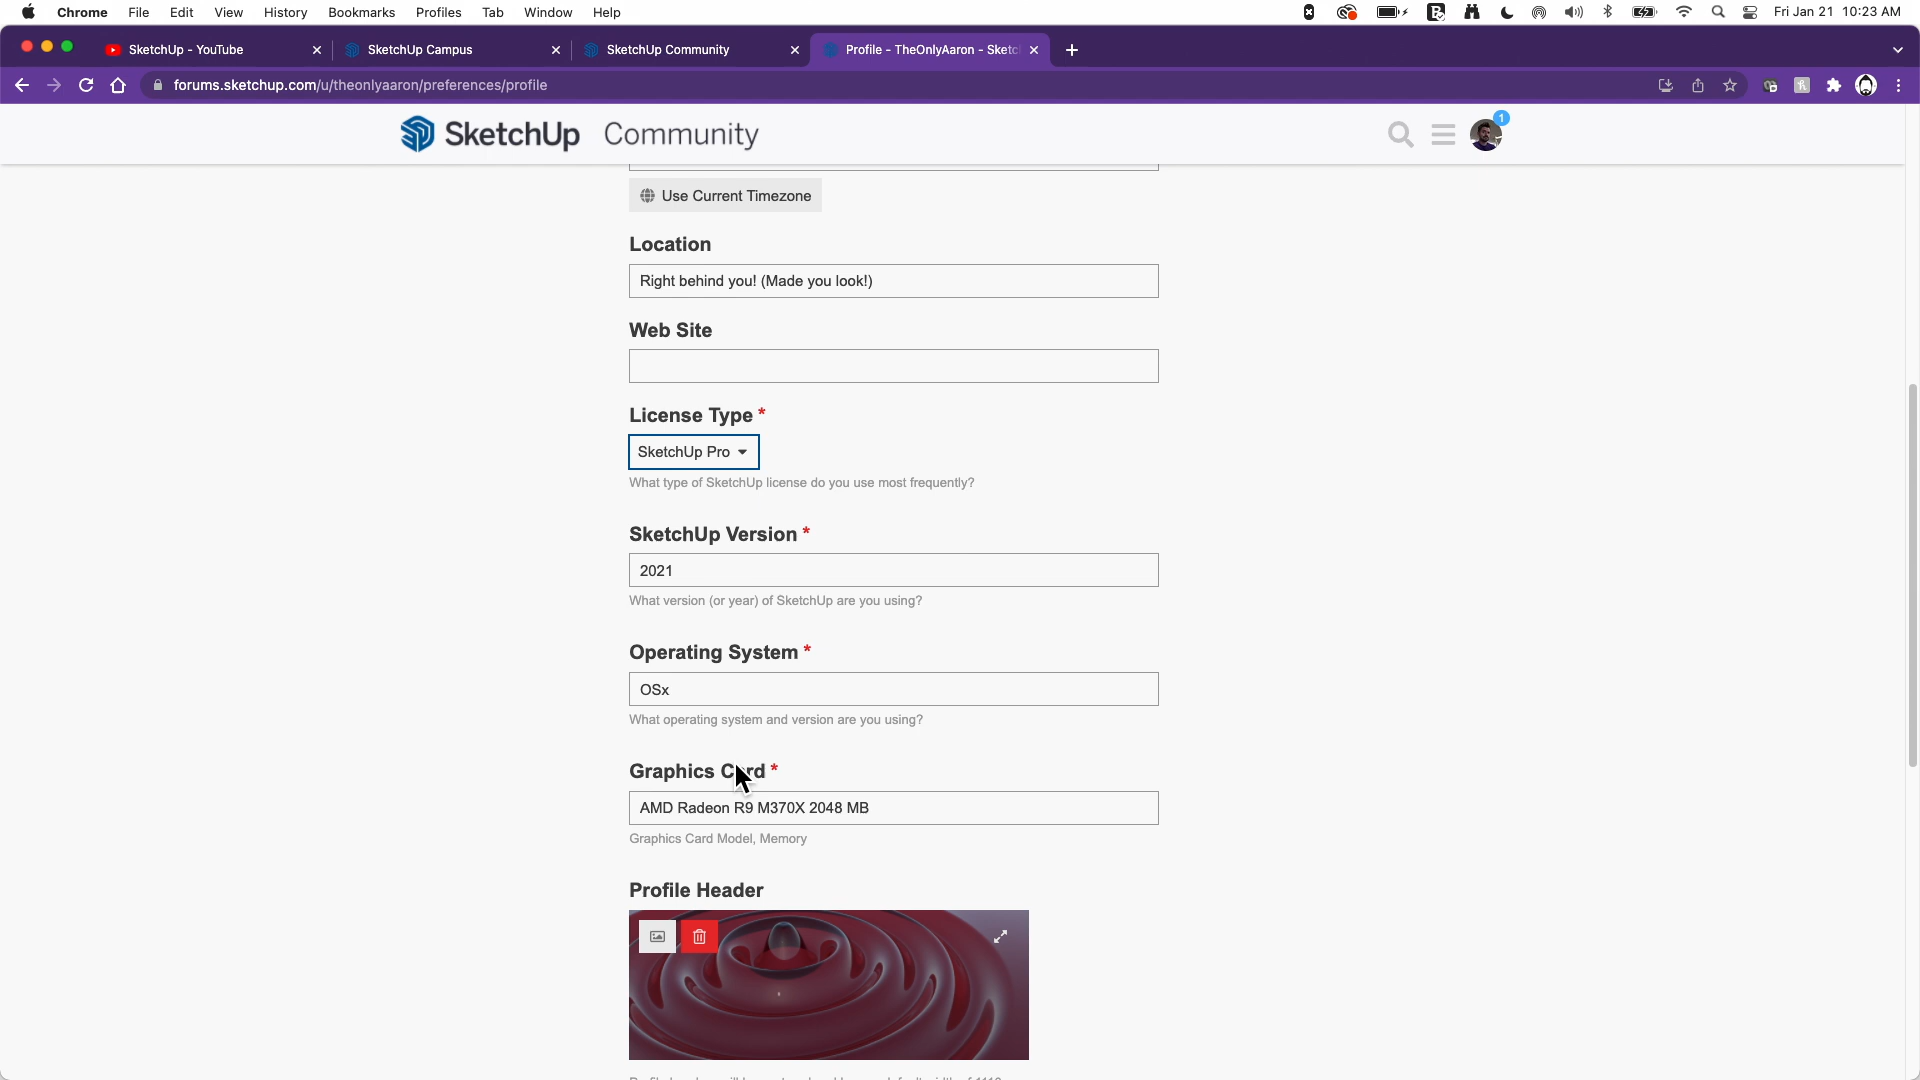 Chrome File Edit View History Bookmarks Profiles Tab Window Help Fri Jan 21 10:23 AM
SketchUp - YouTube SketchUp Campus SketchUp Community Profile - TheOnlyAaron - Sketc
forums.sketchup.com/u/theonlyaaron/preferences/profile
SketchUp Community 1
Use Current Timezone
Location
Right behind you! (Made you look!)
Web Site
License Type *
SketchUp Pro
What type of SketchUp license do you use most frequently?
SketchUp Version *
2021
What version (or year) of SketchUp are you using?
Operating System *
OSx
What operating system and version are you using?
Graphics Card *
AMD Radeon R9 M370X 2048 MB
Graphics Card Model, Memory
Profile Header